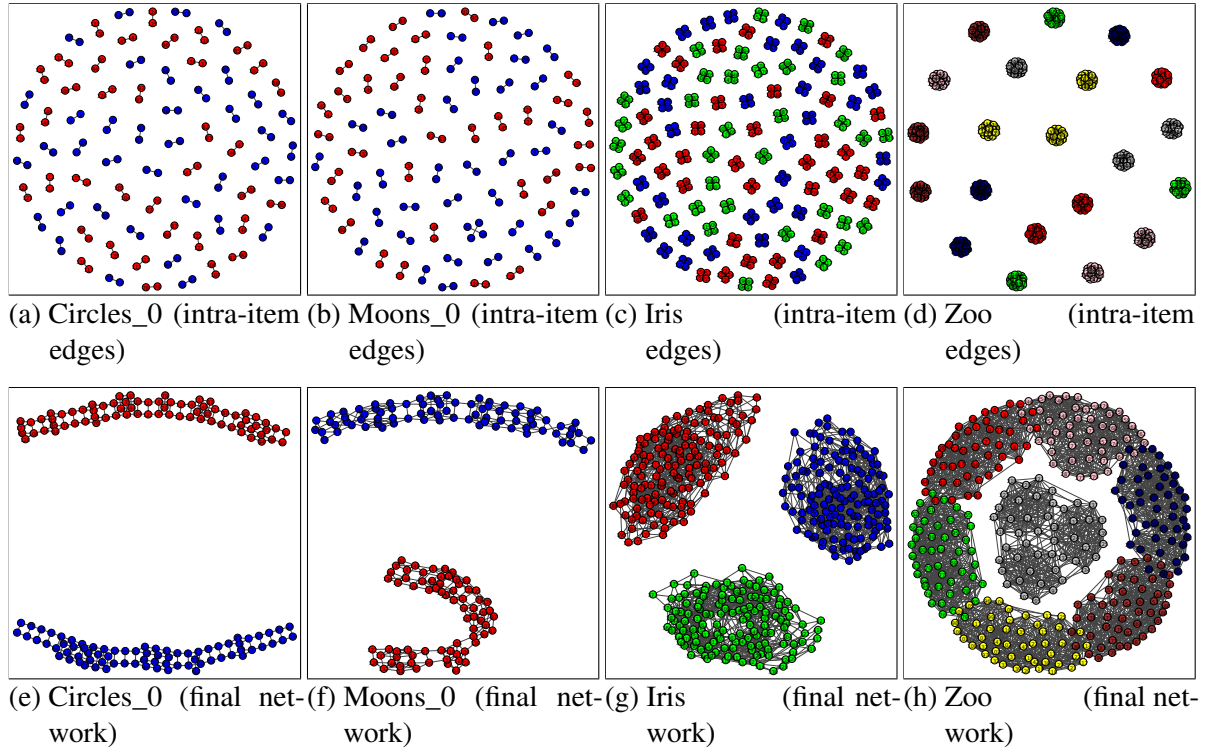 (a) Circles_0 (intra-item edges)
(b) Moons_0 (intra-item edges)
(c) Iris (intra-item edges)
(d) Zoo (intra-item edges)
(e) Circles_0 (final net-
work)
(f) Moons_0 (final net-
work)
(g) Iris (final net-
work)
(h) Zoo (final net-
work)